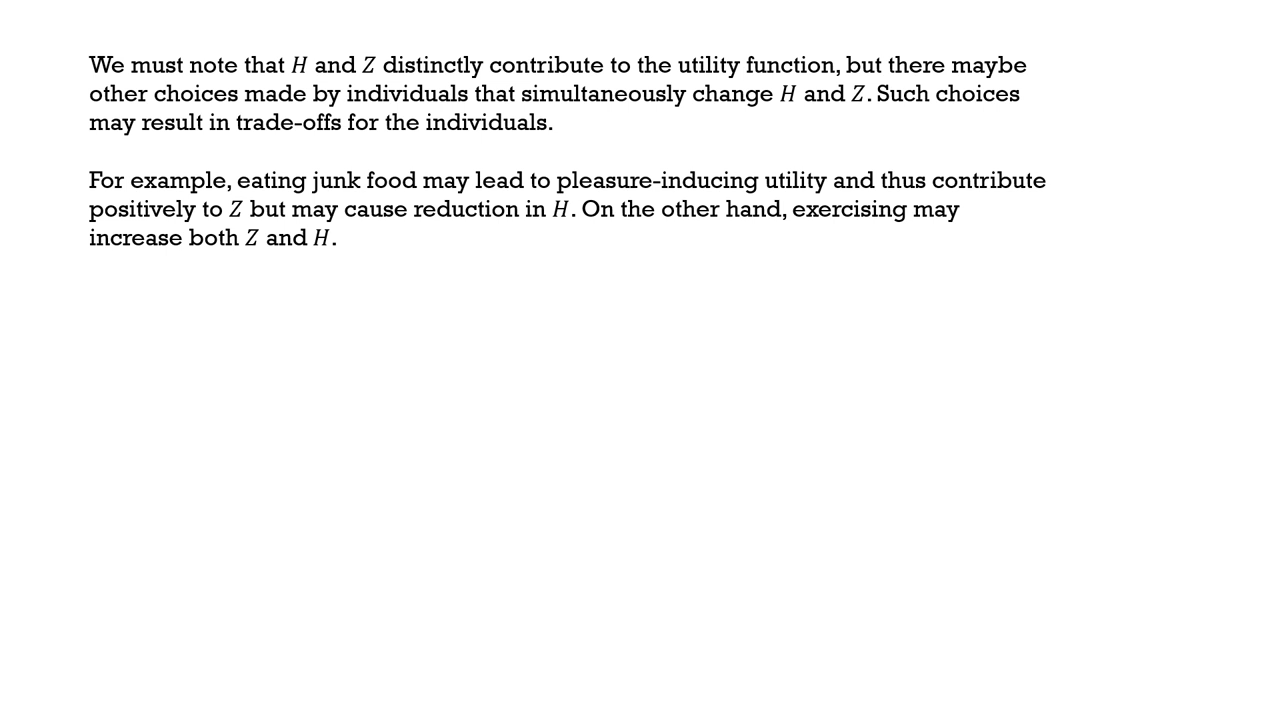 We must note that H and Z distinctly contribute to the utility function, but there maybe
other choices made by individuals that simultaneously change H and Z. Such choices
may result in trade-offs for the individuals.
For example, eating junk food may lead to pleasure-inducing utility and thus contribute
positively to Z but may cause reduction in H. On the other hand, exercising may
increase both Z and H.